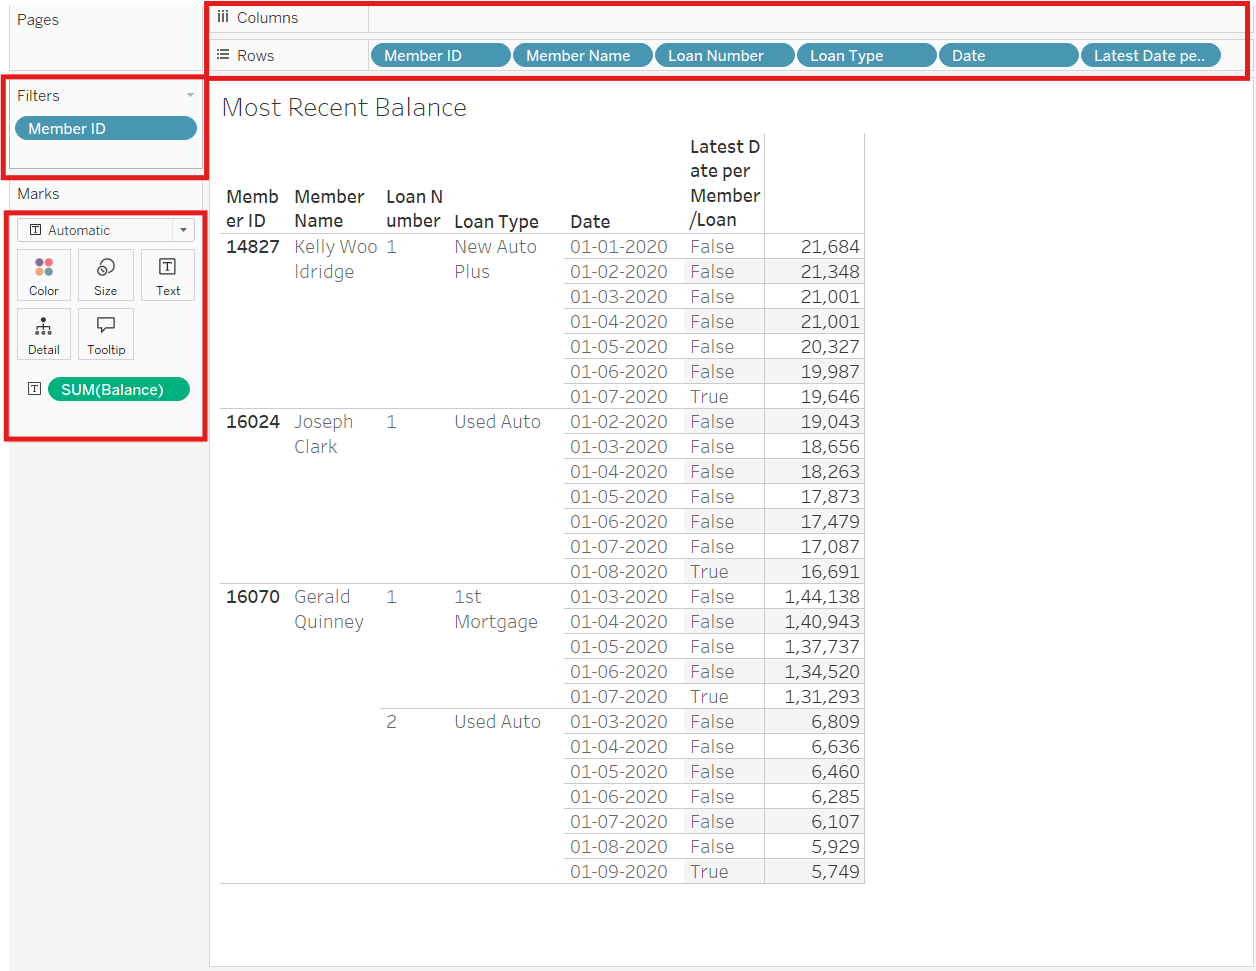 Pages
Columns
Rows Member ID Member Name Loan Number Loan Type Date Latest Date pe..
Filters
Member ID
Marks
Automatic
Color Size Text
Detail Tooltip
SUM(Balance)
Most Recent Balance
Latest D
ate per
Memb Member Loan N Member
er ID Name umber Loan Type Date /Loan
14827 Kelly Woo 1 New Auto 01-01-2020 False 21,684
ldridge Plus 01-02-2020 False 21,348
01-03-2020 False 21,001
01-04-2020 False 21,001
01-05-2020 False 20,327
01-06-2020 False 19,987
01-07-2020 True 19,646
16024 Joseph 1 Used Auto 01-02-2020 False 19,043
Clark 01-03-2020 False 18,656
01-04-2020 False 18,263
01-05-2020 False 17,873
01-06-2020 False 17,479
01-07-2020 False 17,087
01-08-2020 True 16,691
16070 Gerald 1 1st 01-03-2020 False 1,44,138
Quinney Mortgage 01-04-2020 False 1,40,943
01-05-2020 False 1,37,737
01-06-2020 False 1,34,520
01-07-2020 True 1,31,293
2 Used Auto 01-03-2020 False 6,809
01-04-2020 False 6,636
01-05-2020 False 6,460
01-06-2020 False 6,285
01-07-2020 False 6,107
01-08-2020 False 5,929
01-09-2020 True 5,749